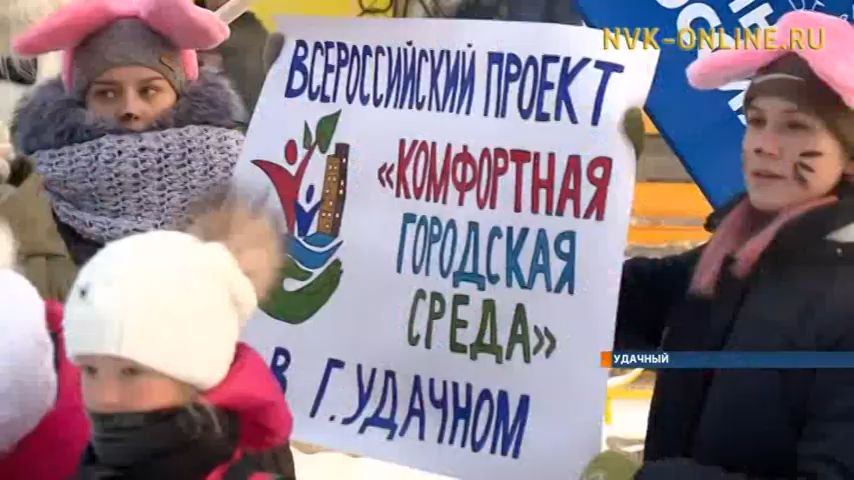 NVK-ONLINE.RU
ВСЕРОССИЙСКИЙ ПРОЕКТ
«КОМФОРТНАЯ
ГОРОДСКАЯ
СРЕДА»
В Г. УДАЧНОМ
УДАЧНЫЙ